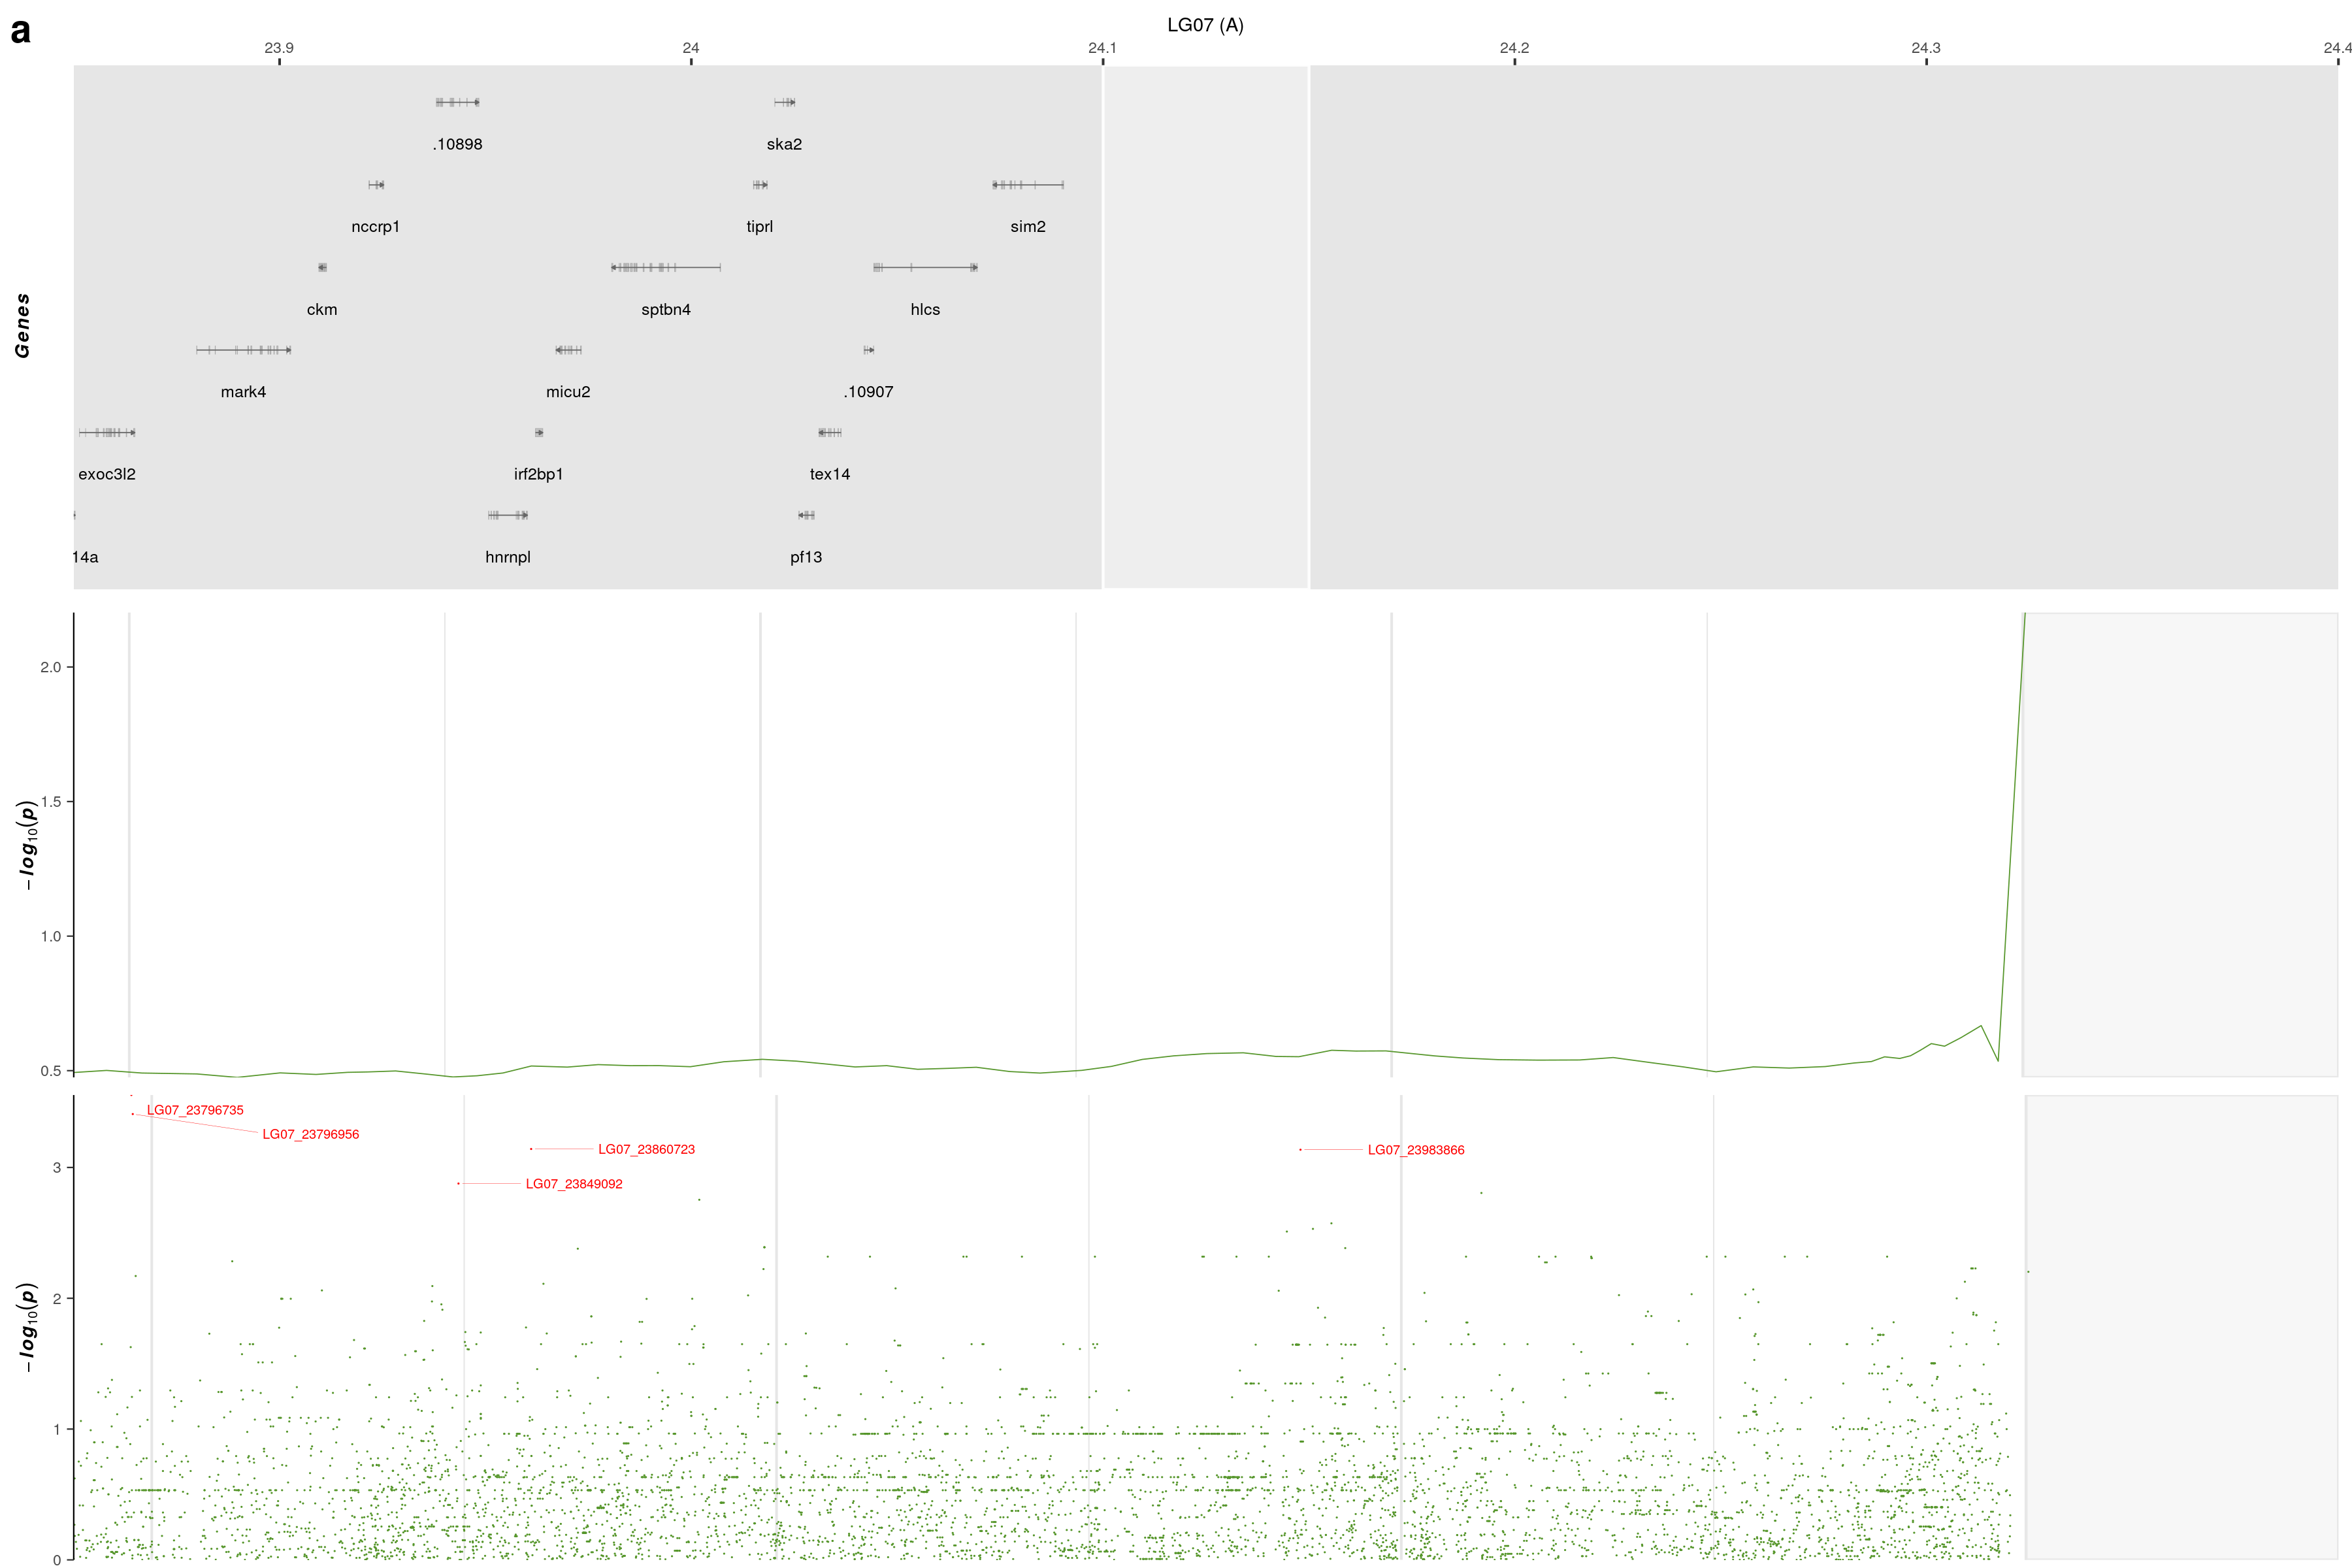 a
LG07 (A)
23.9 24 24.1 24.2 24.3 24.4
Genes
.10898 ska2
nccrp1 tiprl sim2
ckm sptbn4 hlcs
mark4 micu2 .10907
exoc3l2 irf2bp1 tex14
14a hnrnpl pf13
−log10(p)
2.0
1.5
1.0
0.5
−log10(p)
LG07_23796735
LG07_23796956
LG07_23860723 LG07_23983866
3
LG07_23849092
2
1
0